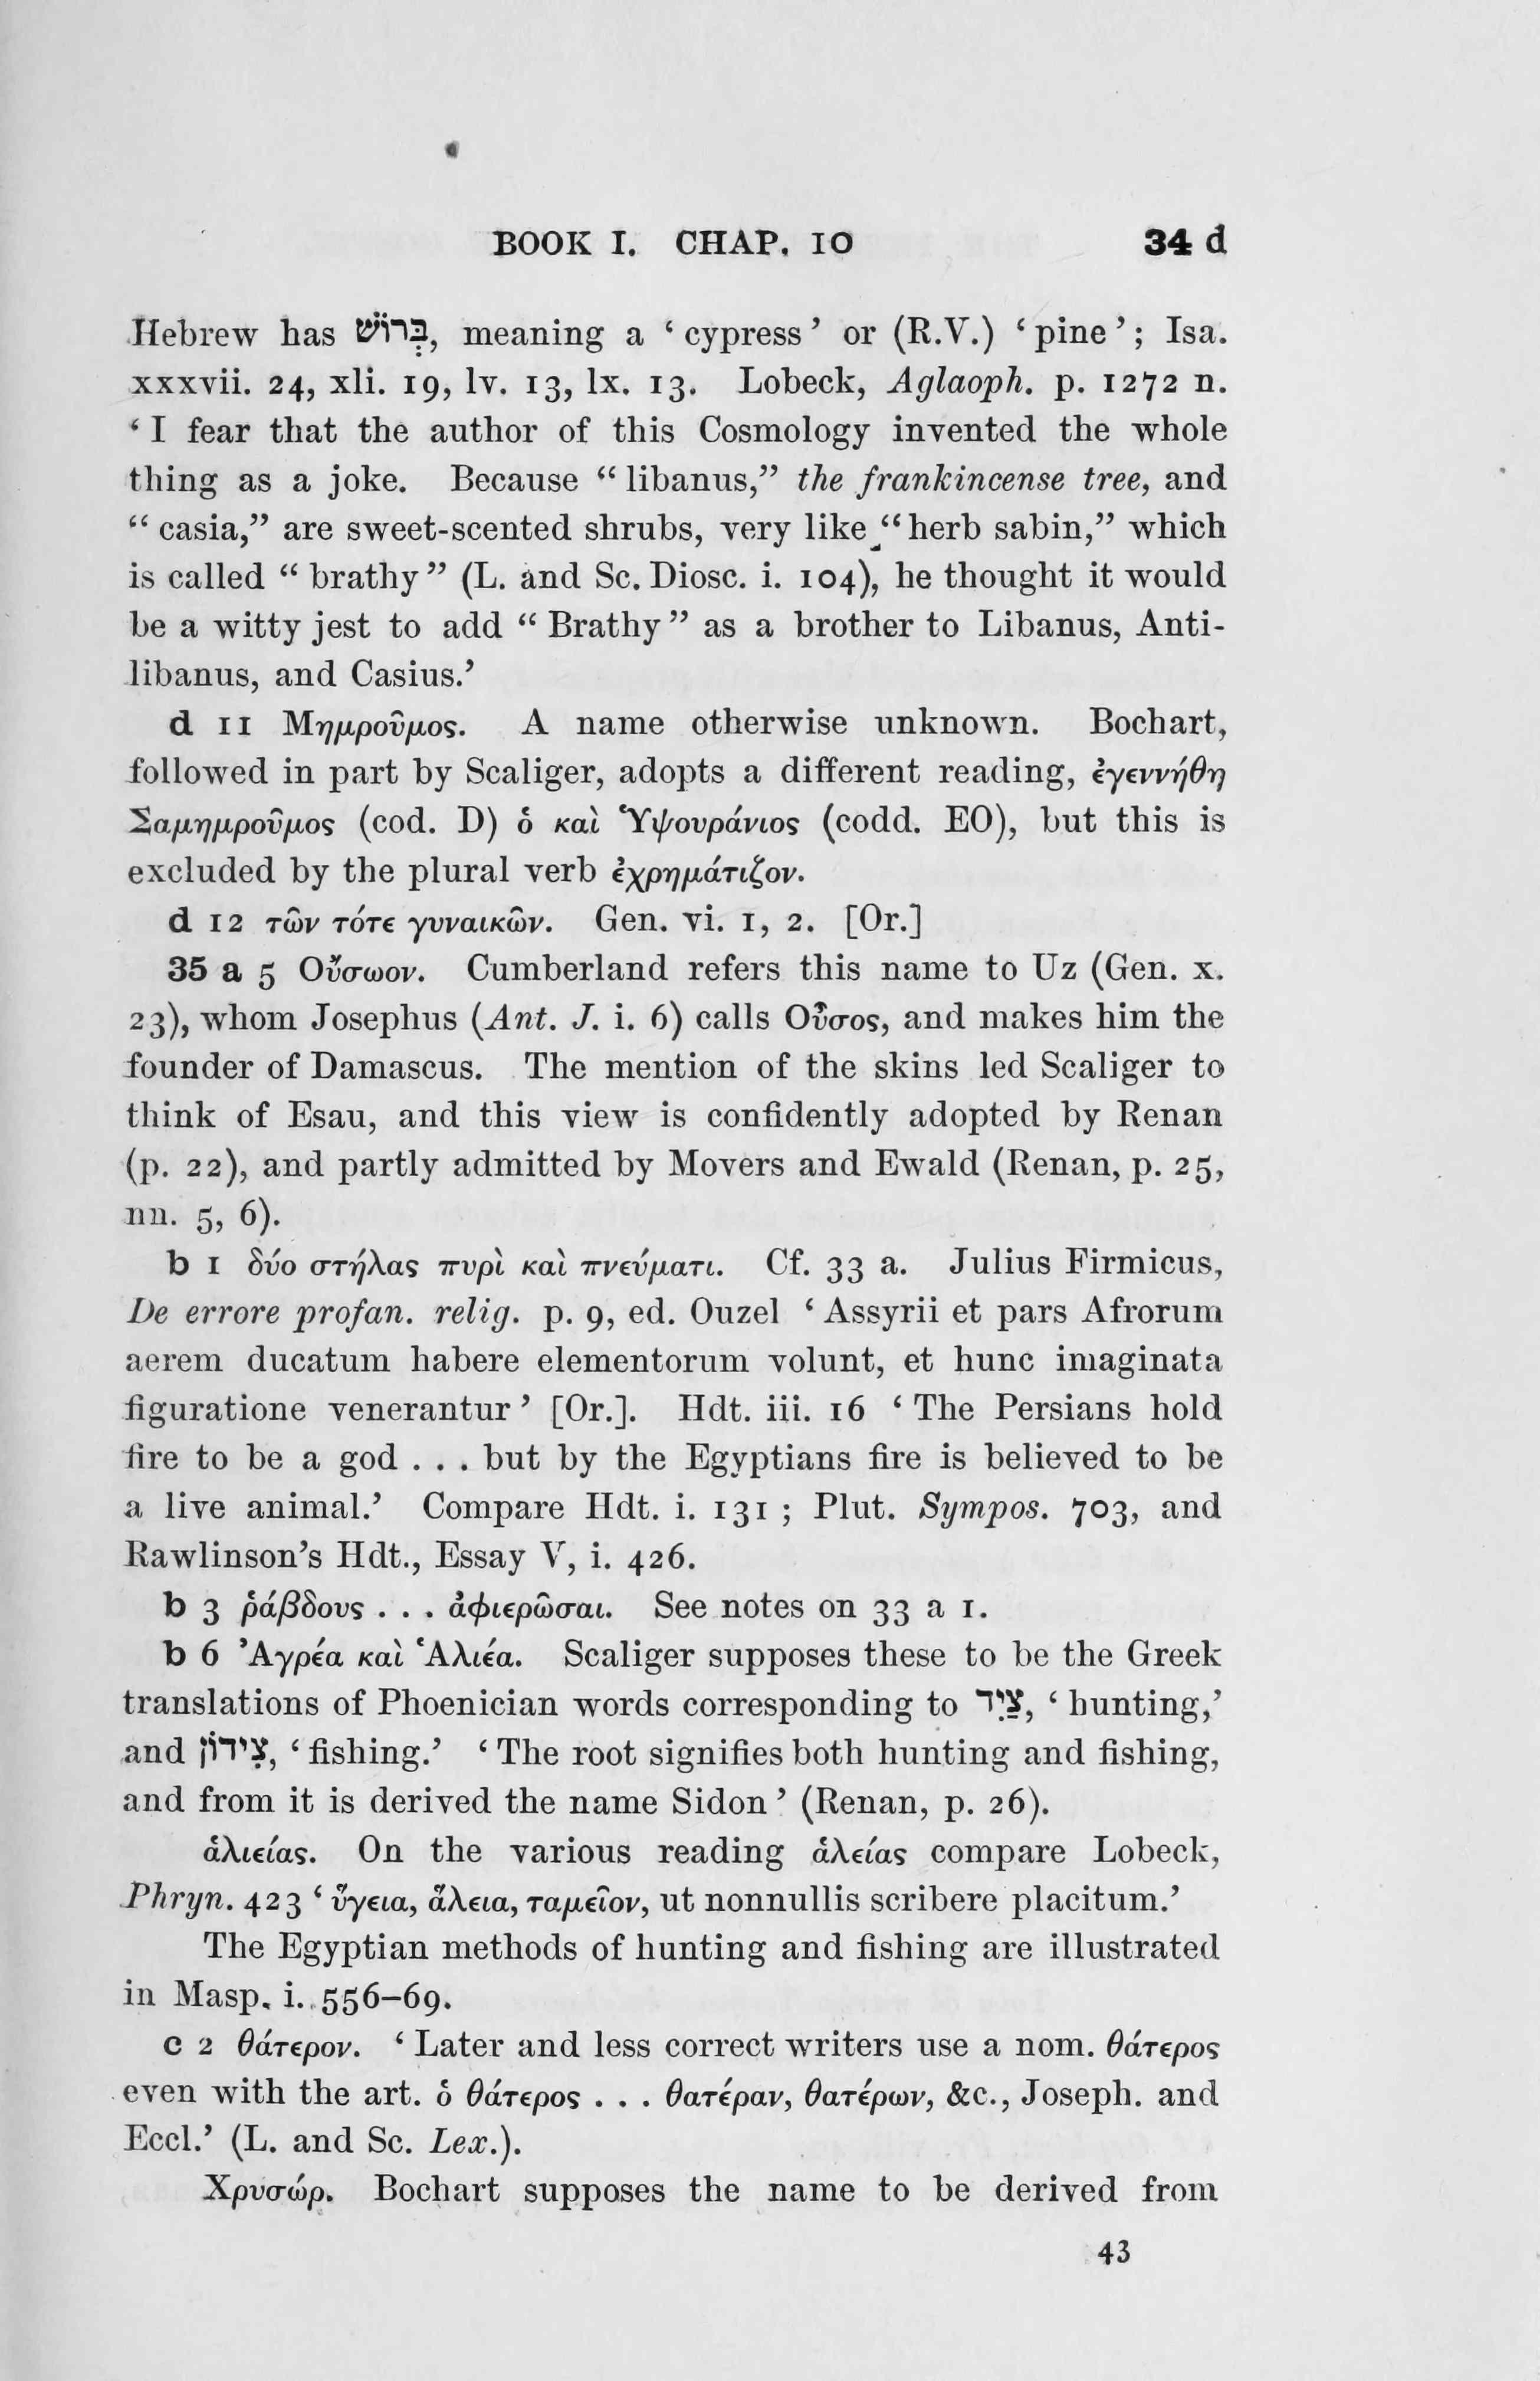 BOOK I. CHAP. 10 34 d
Hebrew has בְּרוֹשׁ, meaning a ‘cypress’ or (R.V.) ‘pine’; Isa.
xxxvii. 24, xli. 19, lv. 13, lx. 13. Lobeck, Aglaoph. p. 1272 n.
‘I fear that the author of this Cosmology invented the whole
thing as a joke. Because “libanus,” the frankincense tree, and
“casia,” are sweet-scented shrubs, very like “herb sabin,” which
is called “brathy” (L. and Sc. Diosc. i. 104), he thought it would
be a witty jest to add “Brathy” as a brother to Libanus, Anti-
libanus, and Casius.’
d 11 Μημροῦμος. A name otherwise unknown. Bochart,
followed in part by Scaliger, adopts a different reading, ἐγεννήθη
Σαμημροῦμος (cod. D) ὁ καὶ Ὑψουράνιος (codd. EO), but this is
excluded by the plural verb ἐχρημάτιζον.
d 12 τῶν τότε γυναικῶν. Gen. vi. 1, 2. [Or.]
35 a 5 Οὔσωον. Cumberland refers this name to Uz (Gen. x.
23), whom Josephus (Ant. J. i. 6) calls Οὖσος, and makes him the
founder of Damascus. The mention of the skins led Scaliger to
think of Esau, and this view is confidently adopted by Renan
(p. 22), and partly admitted by Movers and Ewald (Renan, p. 25,
nn. 5, 6).
b 1 δύο στήλας πυρὶ καὶ πνεύματι. Cf. 33 a. Julius Firmicus,
De errore profan. relig. p. 9, ed. Ouzel ‘Assyrii et pars Afrorum
aerem ducatum habere elementorum volunt, et hunc imaginata
figuratione venerantur’ [Or.]. Hdt. iii. 16 ‘The Persians hold
fire to be a god . . . but by the Egyptians fire is believed to be
a live animal.’ Compare Hdt. i. 131; Plut. Sympos. 703, and
Rawlinson’s Hdt., Essay V, i. 426.
b 3 ῥάβδους . . . ἀφιερῶσαι. See notes on 33 a 1.
b 6 Ἀγρέα καὶ Ἁλιέα. Scaliger supposes these to be the Greek
translations of Phoenician words corresponding to צַיִד, ‘hunting,’
and צִידוֹן, ‘fishing.’ ‘The root signifies both hunting and fishing,
and from it is derived the name Sidon’ (Renan, p. 26).
ἁλιείας. On the various reading ἁλείας compare Lobeck,
Phryn. 423 ‘ὕγεια, ἅλεια, ταμεῖον, ut nonnullis scribere placitum.’
The Egyptian methods of hunting and fishing are illustrated
in Masp. i. 556–69.
c 2 θάτερον. ‘Later and less correct writers use a nom. θάτερος
even with the art. ὁ θάτερος . . . θατέραν, θατέρων, &c., Joseph. and
Eccl.’ (L. and Sc. Lex.).
Χρυσώρ. Bochart supposes the name to be derived from
43